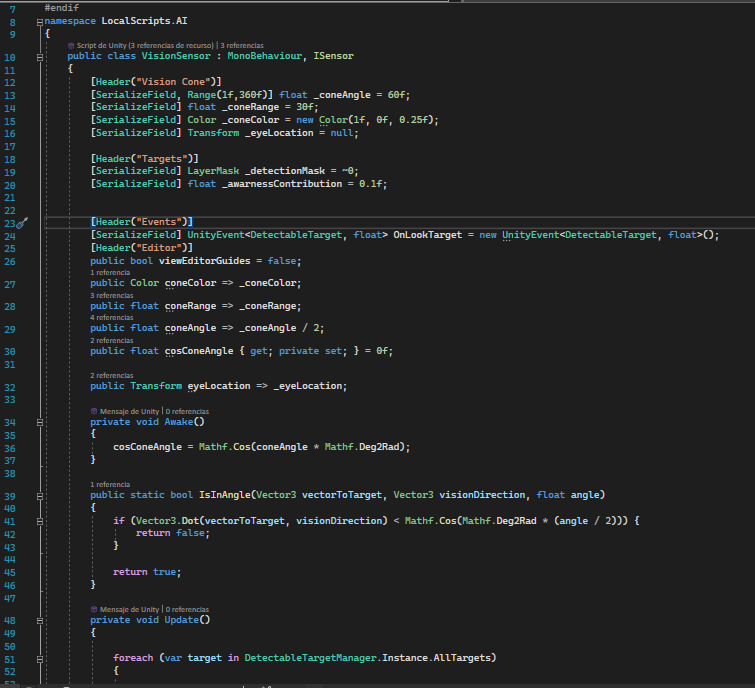 7 #endif
8 namespace LocalScripts.AI
9 {
Script de Unity (3 referencias de recurso) | 3 referencias
10 public class VisionSensor : MonoBehaviour, ISensor
11 {
12 [Header("Vision Cone")]
13 [SerializeField, Range(1f,360f)] float _coneAngle = 60f;
14 [SerializeField] float _coneRange = 30f;
15 [SerializeField] Color _coneColor = new Color(1f, 0f, 0.25f);
16 [SerializeField] Transform _eyeLocation = null;
17
18 [Header("Targets")]
19 [SerializeField] LayerMask _detectionMask = ~0;
20 [SerializeField] float _awarnessContribution = 0.1f;
21
22
23 [Header("Events")]
24 [SerializeField] UnityEvent<DetectableTarget, float> OnLookTarget = new UnityEvent<DetectableTarget, float>();
25 [Header("Editor")]
26 public bool viewEditorGuides = false;
1 referencia
27 public Color coneColor => _coneColor;
3 referencias
28 public float coneRange => _coneRange;
4 referencias
29 public float coneAngle => _coneAngle / 2;
2 referencias
30 public float cosConeAngle { get; private set; } = 0f;
31
2 referencias
32 public Transform eyeLocation => _eyeLocation;
33
Mensaje de Unity | 0 referencias
34 private void Awake()
35 {
36 cosConeAngle = Mathf.Cos(coneAngle * Mathf.Deg2Rad);
37 }
38
1 referencia
39 public static bool IsInAngle(Vector3 vectorToTarget, Vector3 visionDirection, float angle)
40 {
41 if (Vector3.Dot(vectorToTarget, visionDirection) < Mathf.Cos(Mathf.Deg2Rad * (angle / 2))) {
42 return false;
43 }
44
45 return true;
46 }
47
Mensaje de Unity | 0 referencias
48 private void Update()
49 {
50
51 foreach (var target in DetectableTargetManager.Instance.AllTargets)
52 {